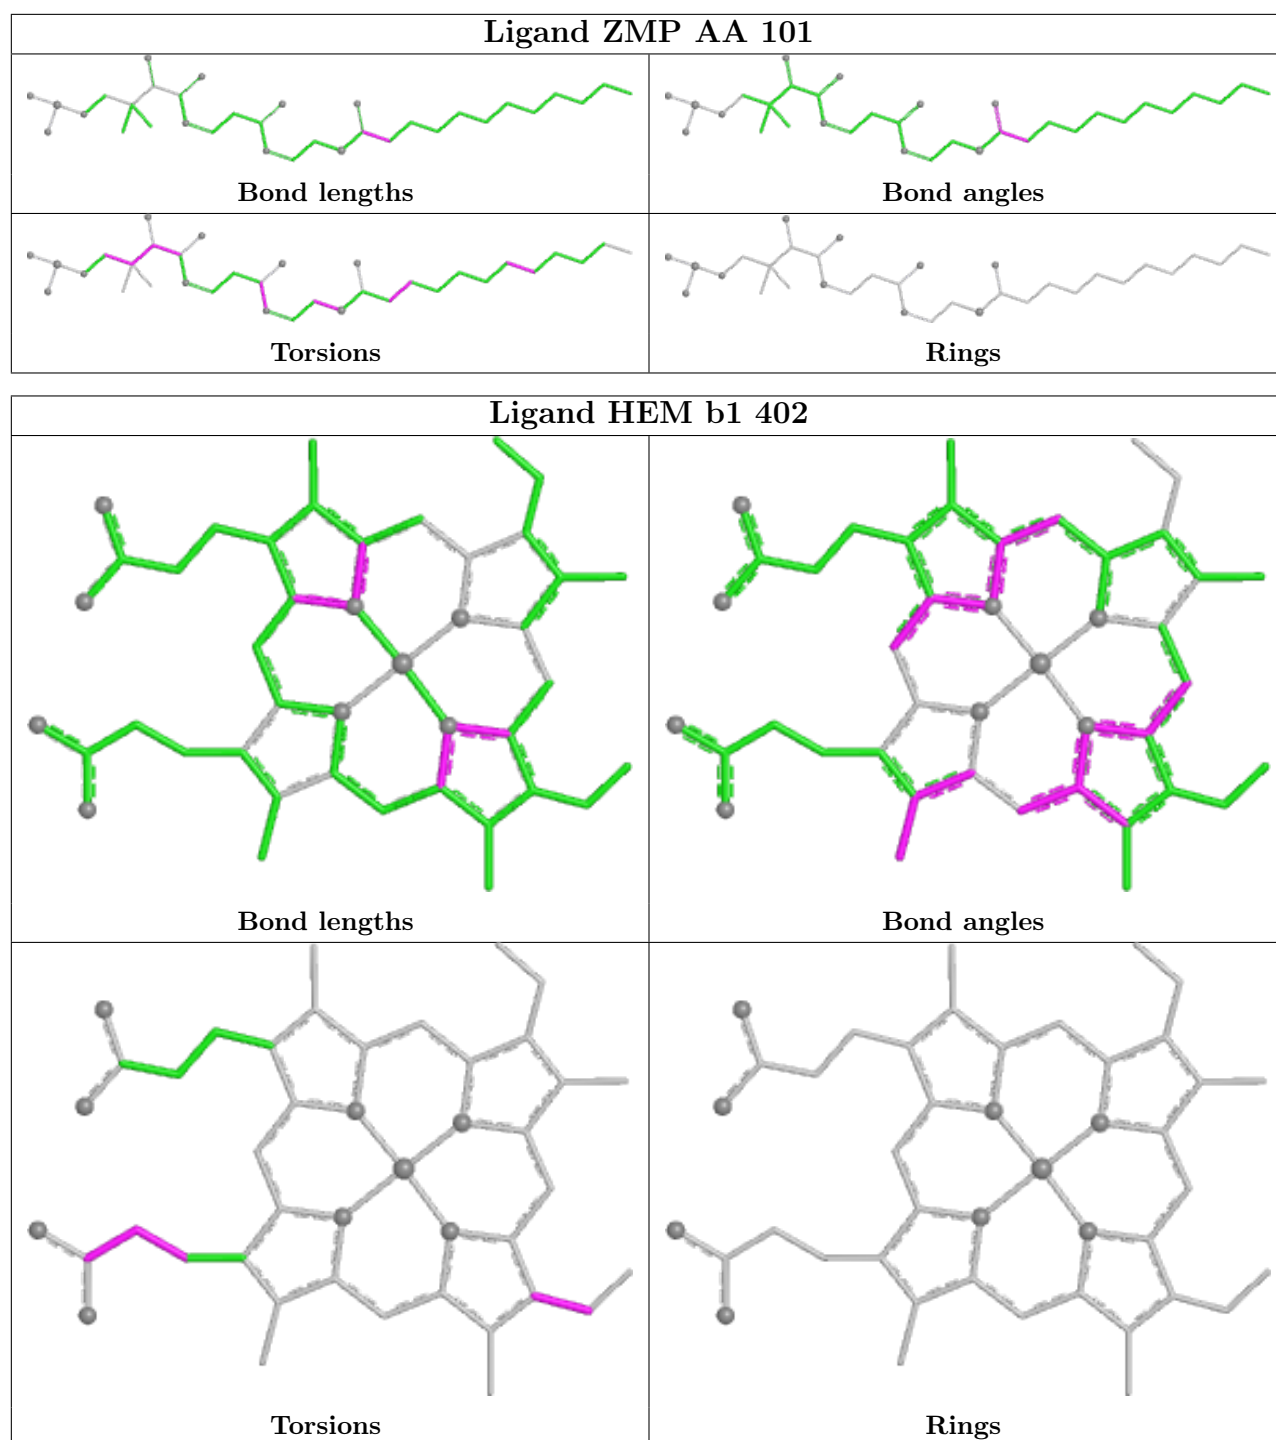 Ligand ZMP AA 101
Bond lengths
Bond angles
Torsions
Rings
Ligand HEM b1 402
Bond lengths
Bond angles
Torsions
Rings